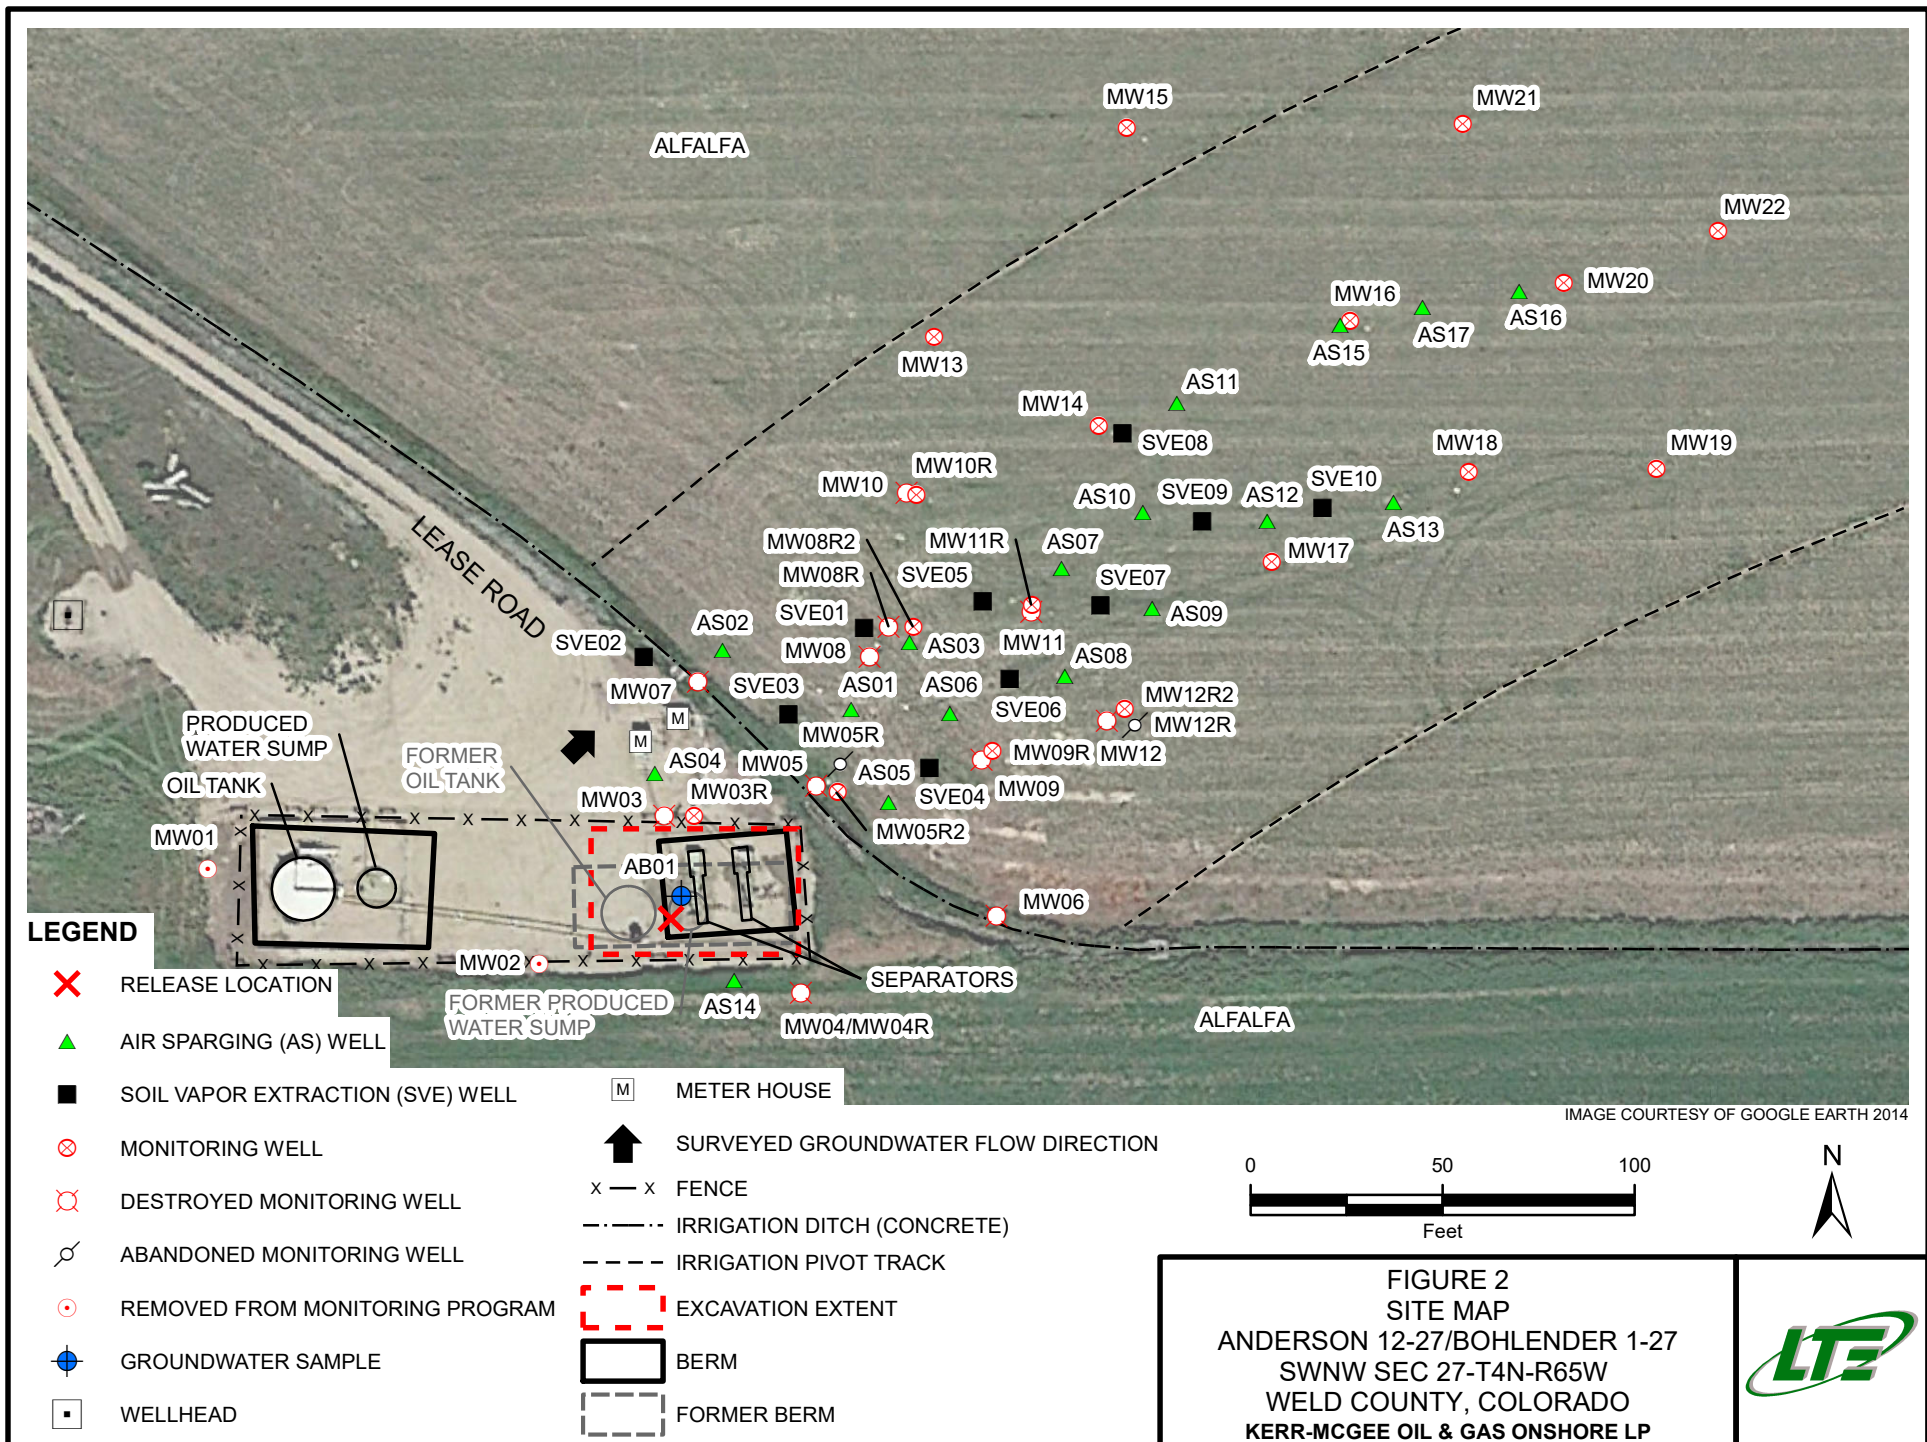 MW15
MW21
ALFALFA
MW22
MW20
MW16
AS16
AS17
AS15
MW13
AS11
MW14
SVE08
MW18
MW19
MW10R
MW10
SVE10
SVE09
AS10
AS12
AS13
LEASE ROAD
MW08R2
MW11R
AS07
MW17
MW08R
SVE05
SVE07
SVE01
AS02
AS09
SVE02
MW08
AS03
MW11
AS08
MW07
SVE03
AS01
AS06
MW12R2
SVE06
MW12R
M
PRODUCED
WATER SUMP
MW05R
MW12
M
FORMER
OIL TANK
AS04
MW05
AS05
MW09R
MW09
SVE04
OIL TANK
MW03
MW03R
MW05R2
MW01
AB01
MW06
MW02
SEPARATORS
FORMER PRODUCED
WATER SUMP
AS14
MW04/MW04R
ALFALFA
LEGEND
RELEASE LOCATION
AIR SPARGING (AS) WELL
SOIL VAPOR EXTRACTION (SVE) WELL
MONITORING WELL
DESTROYED MONITORING WELL
ABANDONED MONITORING WELL
REMOVED FROM MONITORING PROGRAM
GROUNDWATER SAMPLE
WELLHEAD
M METER HOUSE
SURVEYED GROUNDWATER FLOW DIRECTION
X — X FENCE
IRRIGATION DITCH (CONCRETE)
IRRIGATION PIVOT TRACK
EXCAVATION EXTENT
BERM
FORMER BERM
IMAGE COURTESY OF GOOGLE EARTH 2014
0 50 100
Feet
N
FIGURE 2
SITE MAP
ANDERSON 12-27/BOHLENDER 1-27
SWNW SEC 27-T4N-R65W
WELD COUNTY, COLORADO
KERR-MCGEE OIL & GAS ONSHORE LP
LTE